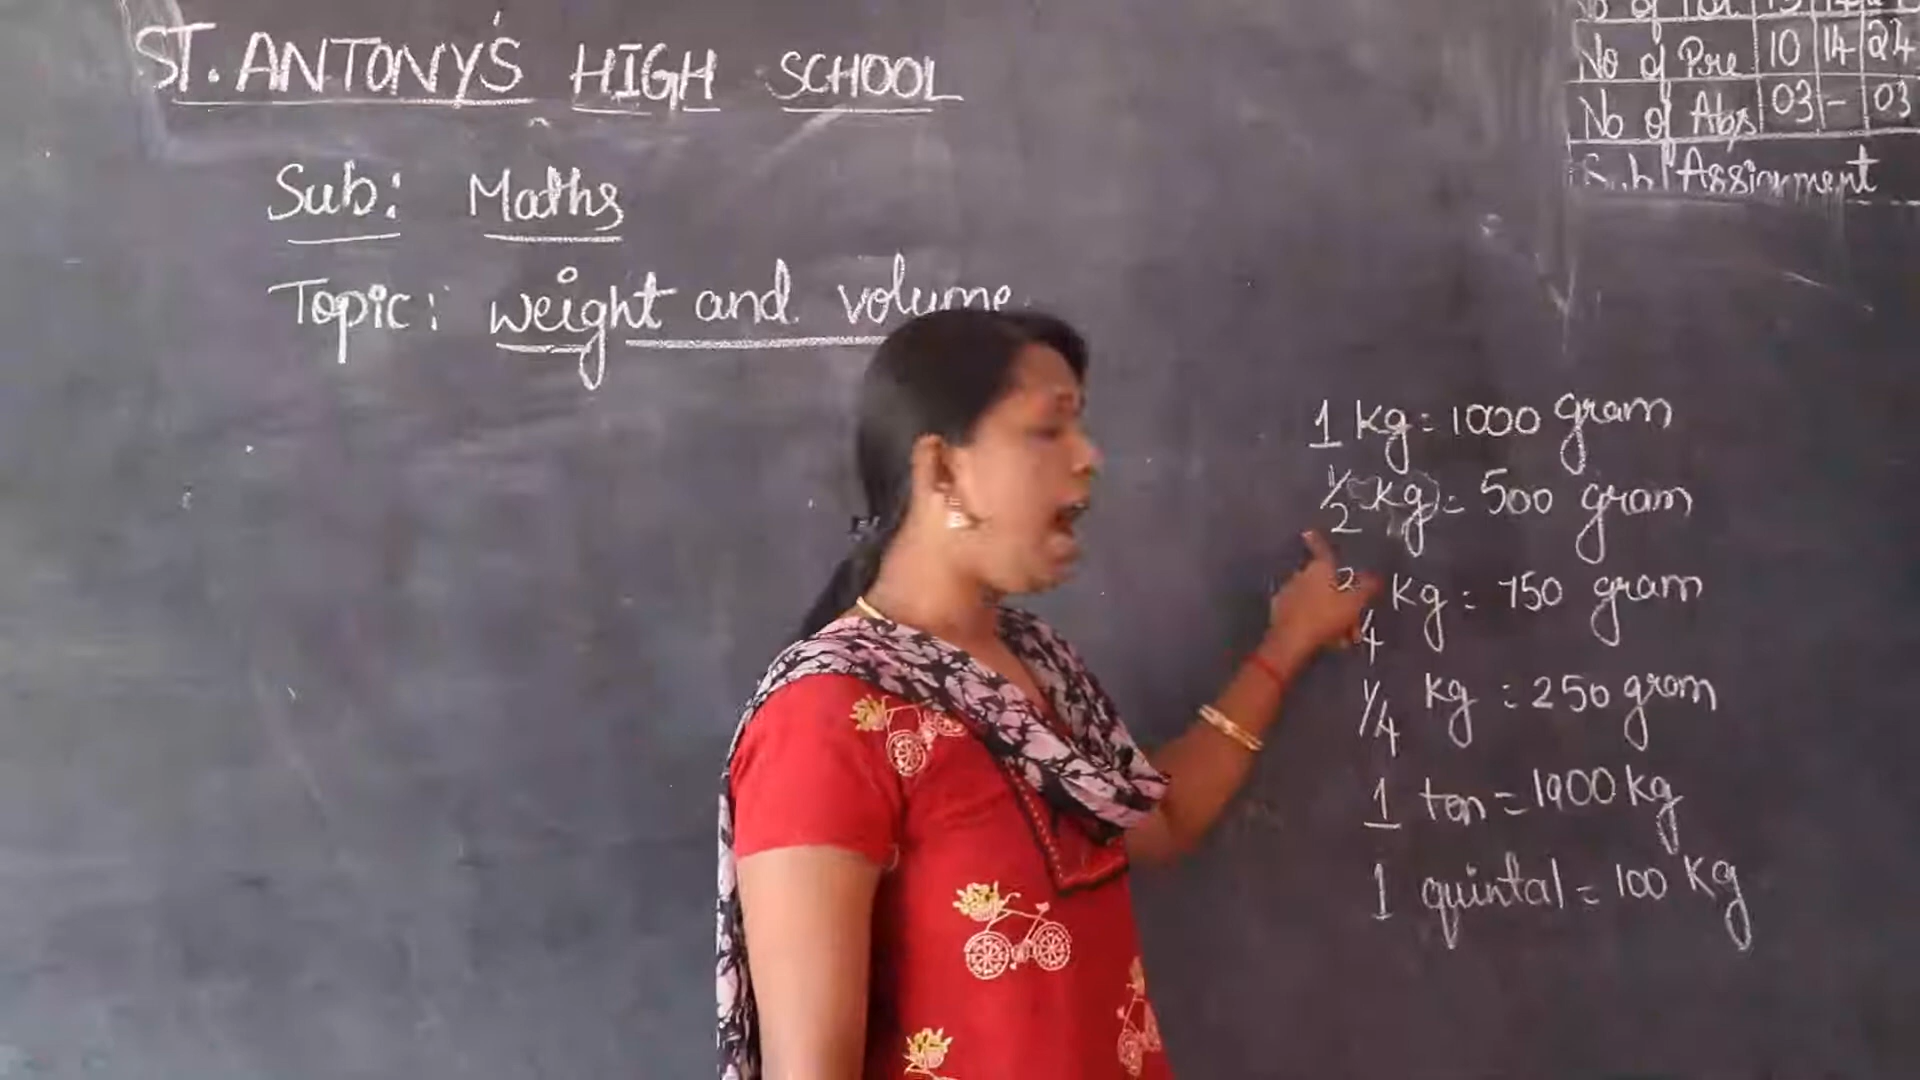 ST. ANTONY'S HIGH SCHOOL
Sub: Maths
Topic: weight and volume
No of Pre 10 14 24
No of Abs 03 - 03
Assignment
1 kg = 1000 gram
1/2 kg = 500 gram
4 kg = 750 gram
1/4 kg = 250 gram
1 ton = 1000 kg
1 quintal = 100 kg